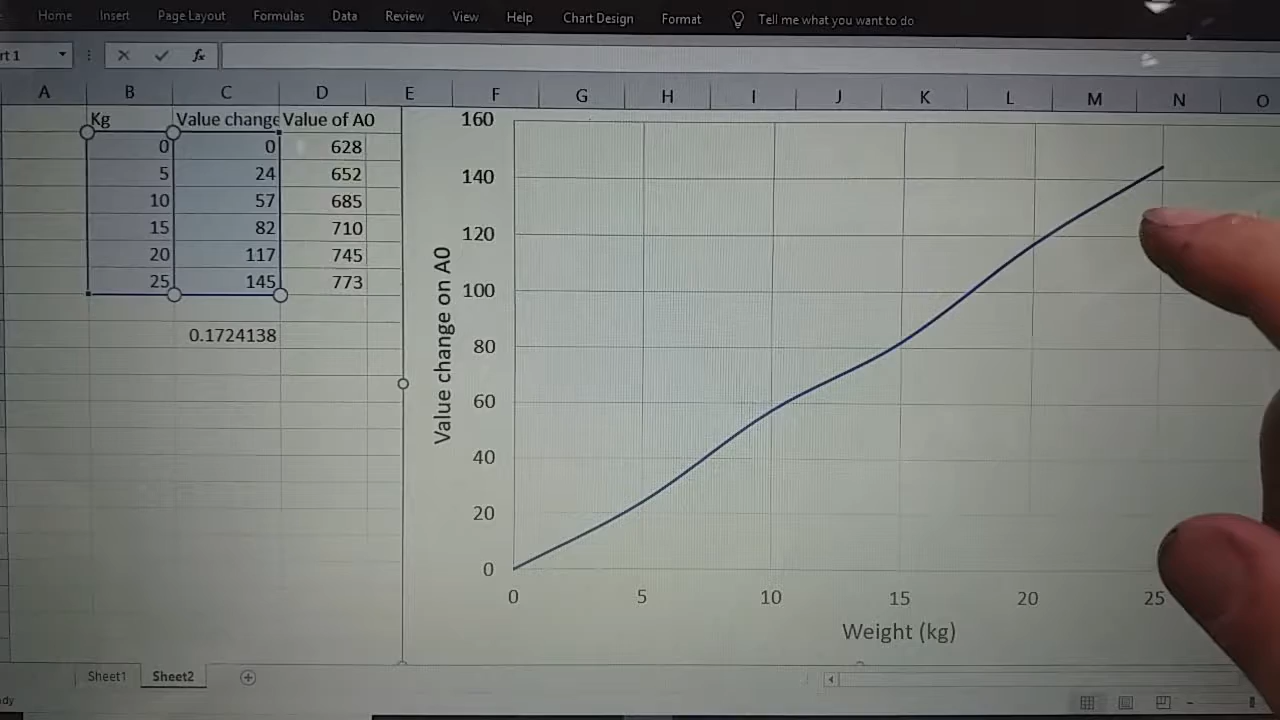 Home Insert Page Layout Formulas Data Review View Help Chart Design Format Tell me what you want to do
rt 1 fx
A B C D E F G H I J K L M N O
Kg Value change Value of A0
0 0 628
5 24 652
10 57 685
15 82 710
20 117 745
25 145 773
0.1724138
160
140
120
100
80
60
40
20
0
Value change on A0
0 5 10 15 20 25
Weight (kg)
Sheet1 Sheet2
dy